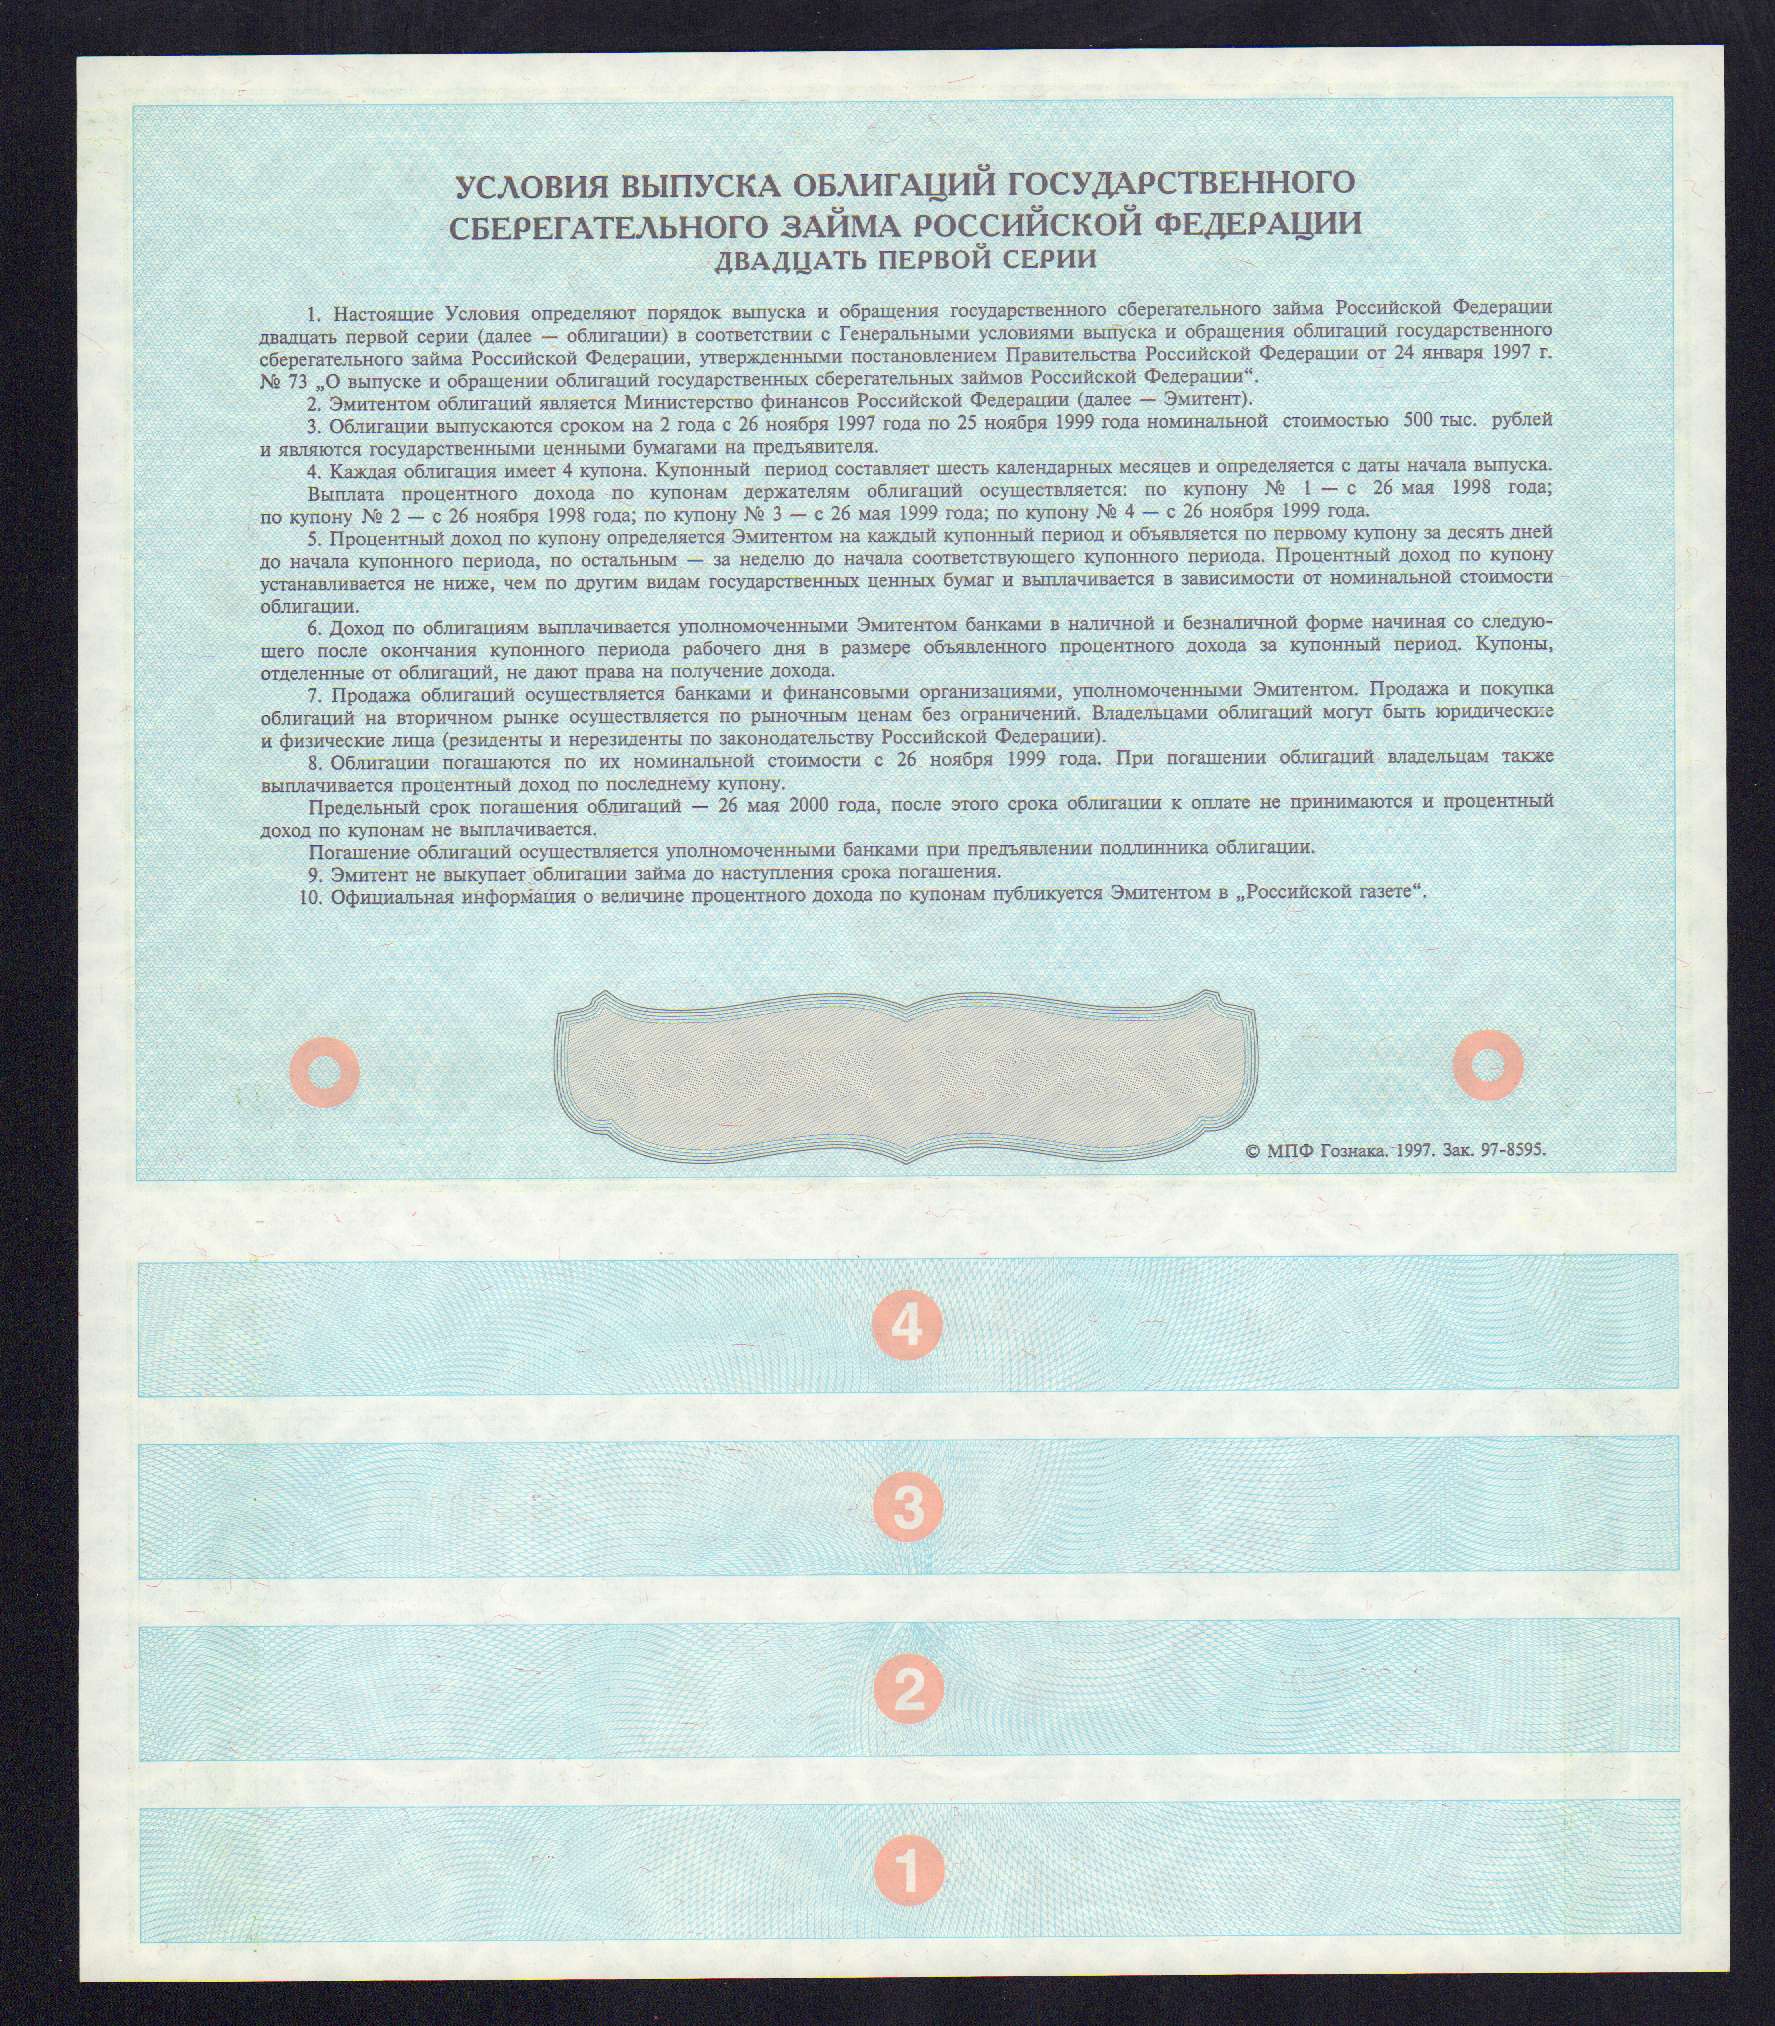 УСЛОВИЯ ВЫПУСКА ОБЛИГАЦИЙ ГОСУДАРСТВЕННОГО
СБЕРЕГАТЕЛЬНОГО ЗАЙМА РОССИЙСКОЙ ФЕДЕРАЦИИ
ДВАДЦАТЬ ПЕРВОЙ СЕРИИ
1. Настоящие Условия определяют порядок выпуска и обращения государственного сберегательного займа Российской Федерации
двадцать первой серии (далее — облигации) в соответствии с Генеральными условиями выпуска и обращения облигаций государственного
сберегательного займа Российской Федерации, утвержденными постановлением Правительства Российской Федерации от 24 января 1997 г.
№ 73 „О выпуске и обращении облигаций государственных сберегательных займов Российской Федерации“.
2. Эмитентом облигаций является Министерство финансов Российской Федерации (далее — Эмитент).
3. Облигации выпускаются сроком на 2 года с 26 ноября 1997 года по 25 ноября 1999 года номинальной стоимостью 500 тыс. рублей
и являются государственными ценными бумагами на предъявителя.
4. Каждая облигация имеет 4 купона. Купонный период составляет шесть календарных месяцев и определяется с даты начала выпуска.
Выплата процентного дохода по купонам держателям облигаций осуществляется: по купону № 1 — с 26 мая 1998 года;
по купону № 2 — с 26 ноября 1998 года; по купону № 3 — с 26 мая 1999 года; по купону № 4 — с 26 ноября 1999 года.
5. Процентный доход по купону определяется Эмитентом на каждый купонный период и объявляется по первому купону за десять дней
до начала купонного периода, по остальным — за неделю до начала соответствующего купонного периода. Процентный доход по купону
устанавливается не ниже, чем по другим видам государственных ценных бумаг и выплачивается в зависимости от номинальной стоимости
облигации.
6. Доход по облигациям выплачивается уполномоченными Эмитентом банками в наличной и безналичной форме начиная со следую-
щего после окончания купонного периода рабочего дня в размере объявленного процентного дохода за купонный период. Купоны,
отделенные от облигаций, не дают права на получение дохода.
7. Продажа облигаций осуществляется банками и финансовыми организациями, уполномоченными Эмитентом. Продажа и покупка
облигаций на вторичном рынке осуществляется по рыночным ценам без ограничений. Владельцами облигаций могут быть юридические
и физические лица (резиденты и нерезиденты по законодательству Российской Федерации).
8. Облигации погашаются по их номинальной стоимости с 26 ноября 1999 года. При погашении облигаций владельцам также
выплачивается процентный доход по последнему купону.
Предельный срок погашения облигаций — 26 мая 2000 года, после этого срока облигации к оплате не принимаются и процентный
доход по купонам не выплачивается.
Погашение облигаций осуществляется уполномоченными банками при предъявлении подлинника облигации.
9. Эмитент не выкупает облигации займа до наступления срока погашения.
10. Официальная информация о величине процентного дохода по купонам публикуется Эмитентом в „Российской газете“.
© МПФ Гознака. 1997. Зак. 97-8595.
4
3
2
1